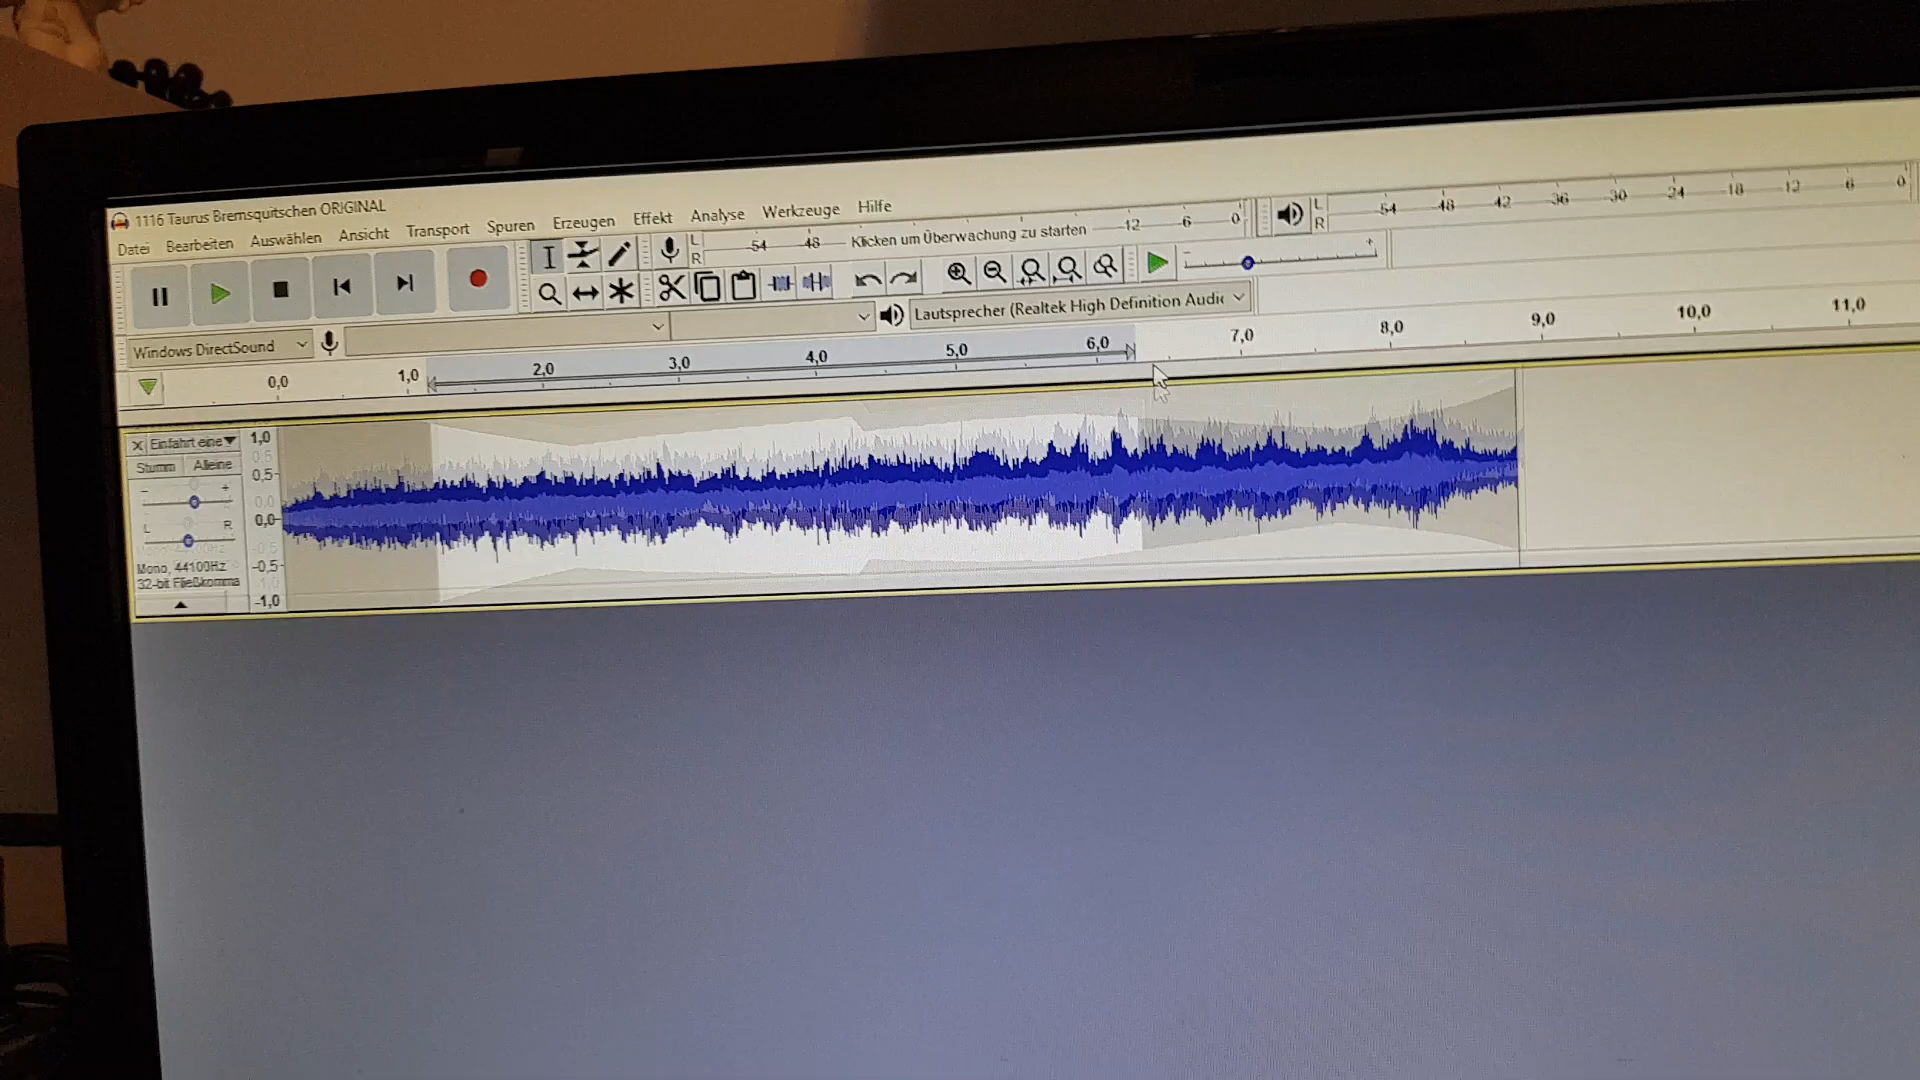 1116 Taurus Bremsquitschen ORIGINAL
Datei Bearbeiten Auswählen Ansicht Transport Spuren Erzeugen Effekt Analyse Werkzeuge Hilfe
L
R
-54 -48 Klicken um Überwachung zu starten -12 -6 0
L
R
-54 -48 -42 -36 -30 -24 -18 -12 -6 0
Windows DirectSound
Lautsprecher (Realtek High Definition Audi
0,0 1,0 2,0 3,0 4,0 5,0 6,0 7,0 8,0 9,0 10,0 11,0
Einfahrt eine
Stumm Alleine
- +
L R
Mono, 44100Hz
32-bit Fließkomma
1,0
0,5
0,0
-0,5
-1,0